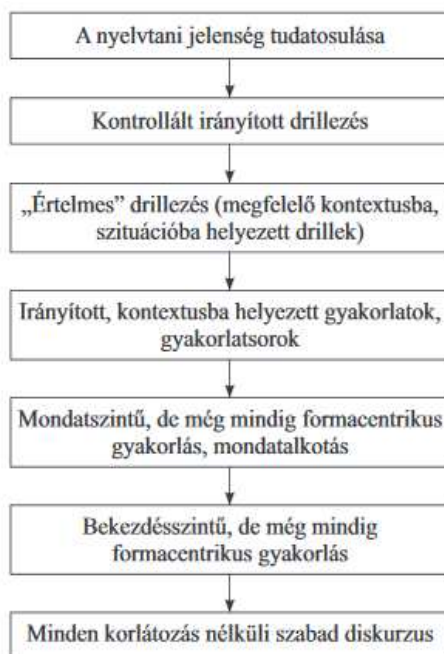 A nyelvtani jelenség tudatosulása
Kontrollált irányított drillezés
„Értelmes” drillezés (megfelelő kontextusba,
szituációba helyezett drillek)
Irányított, kontextusba helyezett gyakorlatok,
gyakorlatsorok
Mondatszintű, de még mindig formacentrikus
gyakorlás, mondatalkotás
Bekezdésszintű, de még mindig
formacentrikus gyakorlás
Minden korlátozás nélküli szabad diskurzus